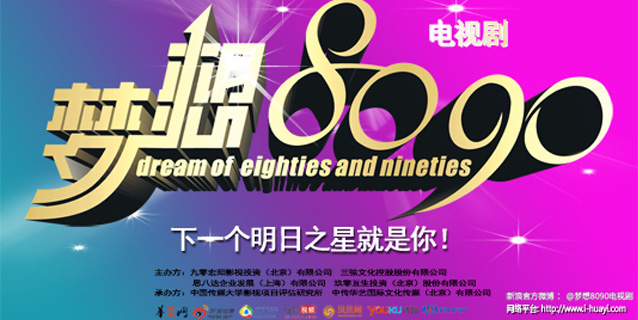 电视剧
梦想8090
dream of eighties and nineties
下一个明日之星就是你！
主办方：九零宏阳影视投资（北京）有限公司 三弦文化控股股份有限公司
思八达企业发展（上海）有限公司 玖零互生投资（北京）股份有限公司
承办方：中国传媒大学影视项目评估研究所 中传华艺国际文化传媒（北京）有限公司
新浪官方微博：@梦想8090电视剧
网络平台：http://www.i-huayi.com
凤凰网 YOUKU